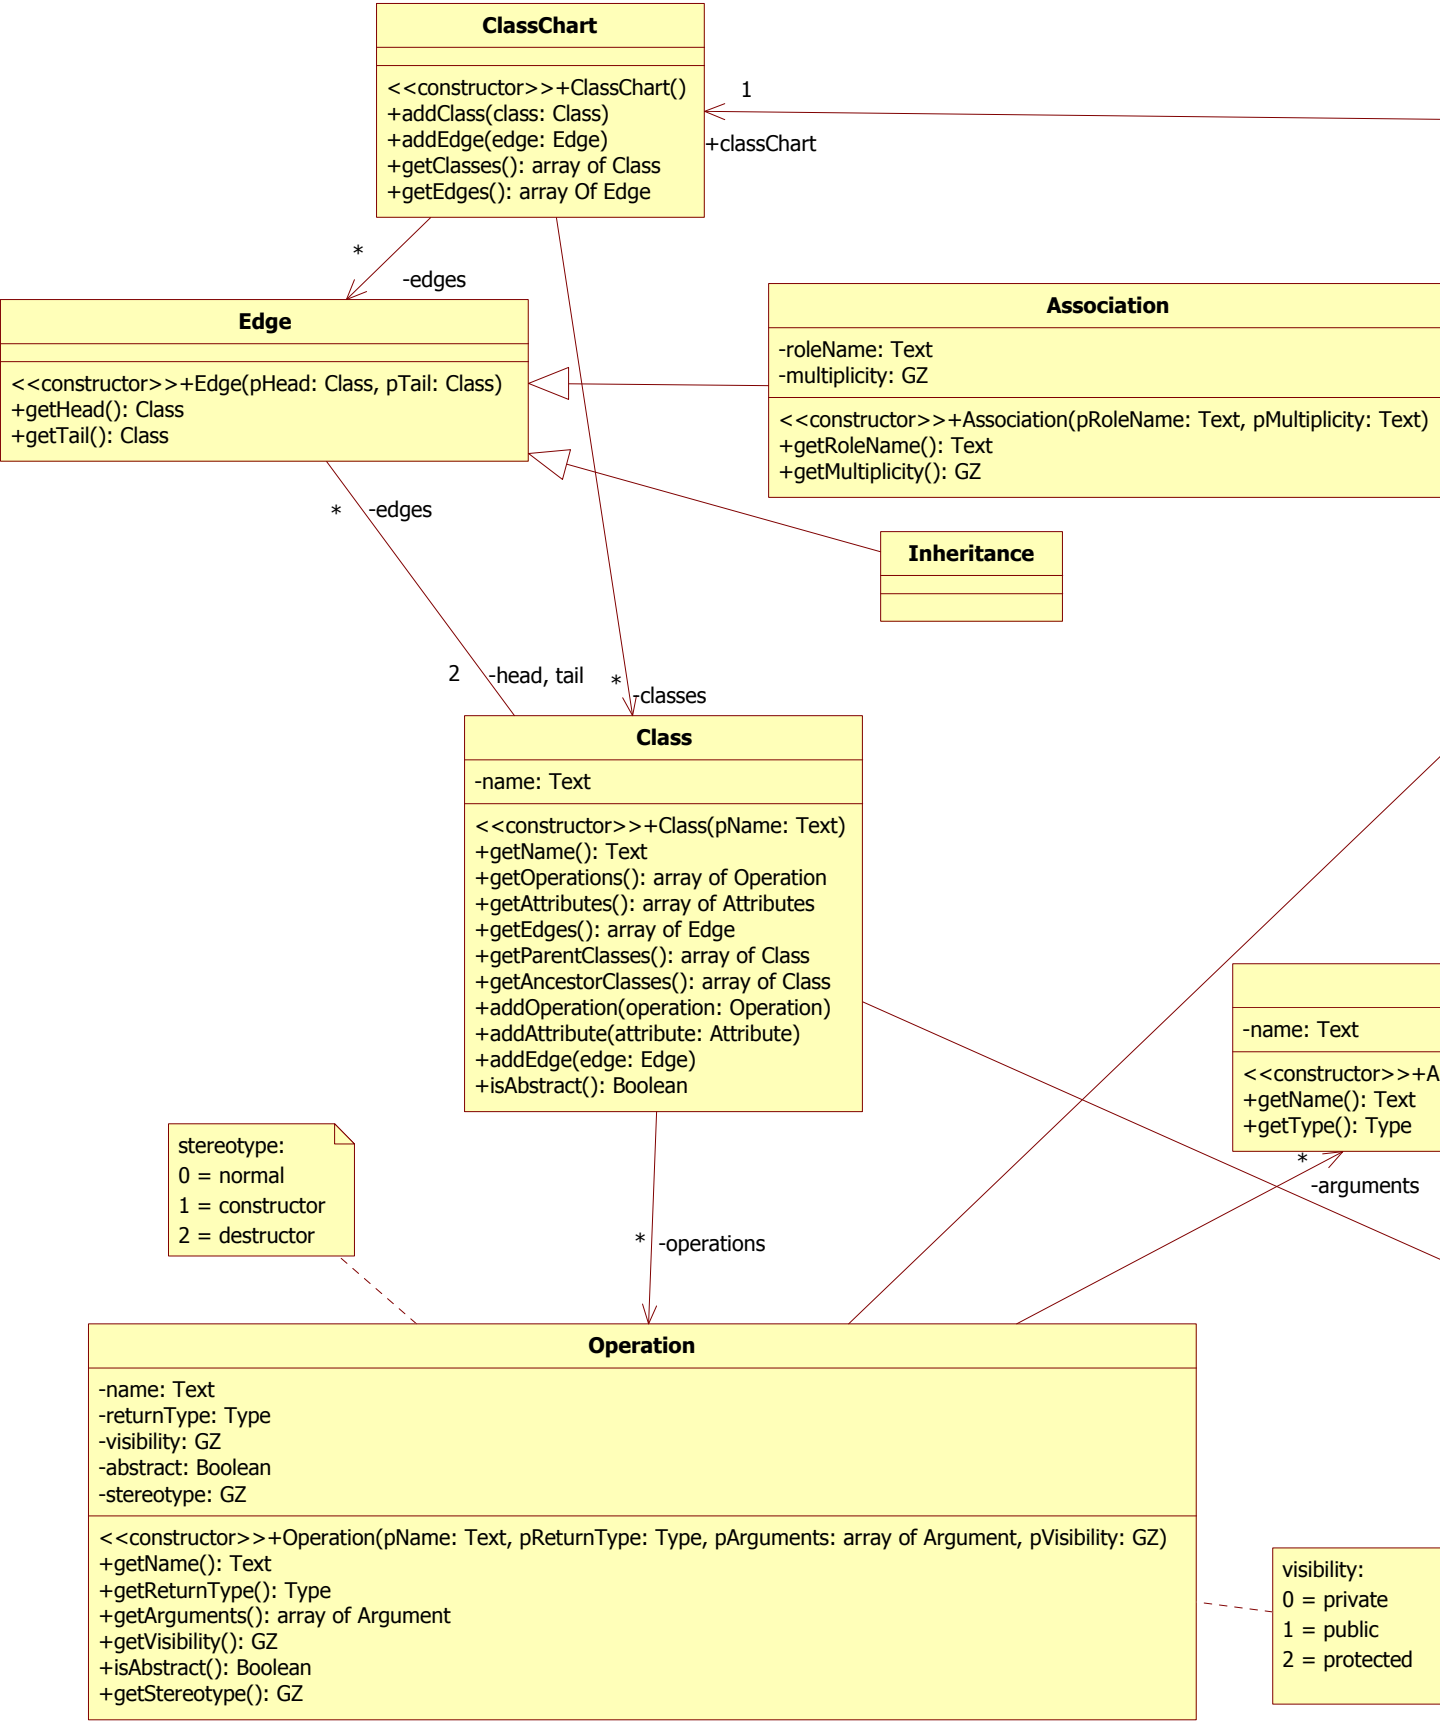 ClassChart
<<constructor>>+ClassChart()
+addClass(class: Class)
+addEdge(edge: Edge)
+getClasses(): array of Class
+getEdges(): array Of Edge
1
+classChart
*
-edges
Edge
<<constructor>>+Edge(pHead: Class, pTail: Class)
+getHead(): Class
+getTail(): Class
Association
-roleName: Text
-multiplicity: GZ
<<constructor>>+Association(pRoleName: Text, pMultiplicity: Text)
+getRoleName(): Text
+getMultiplicity(): GZ
* -edges
Inheritance
2 -head, tail
* -classes
Class
-name: Text
<<constructor>>+Class(pName: Text)
+getName(): Text
+getOperations(): array of Operation
+getAttributes(): array of Attributes
+getEdges(): array of Edge
+getParentClasses(): array of Class
+getAncestorClasses(): array of Class
+addOperation(operation: Operation)
+addAttribute(attribute: Attribute)
+addEdge(edge: Edge)
+isAbstract(): Boolean
-name: Text
<<constructor>>+A
+getName(): Text
+getType(): Type
*
-arguments
stereotype:
0 = normal
1 = constructor
2 = destructor
* -operations
Operation
-name: Text
-returnType: Type
-visibility: GZ
-abstract: Boolean
-stereotype: GZ
<<constructor>>+Operation(pName: Text, pReturnType: Type, pArguments: array of Argument, pVisibility: GZ)
+getName(): Text
+getReturnType(): Type
+getArguments(): array of Argument
+getVisibility(): GZ
+isAbstract(): Boolean
+getStereotype(): GZ
visibility:
0 = private
1 = public
2 = protected